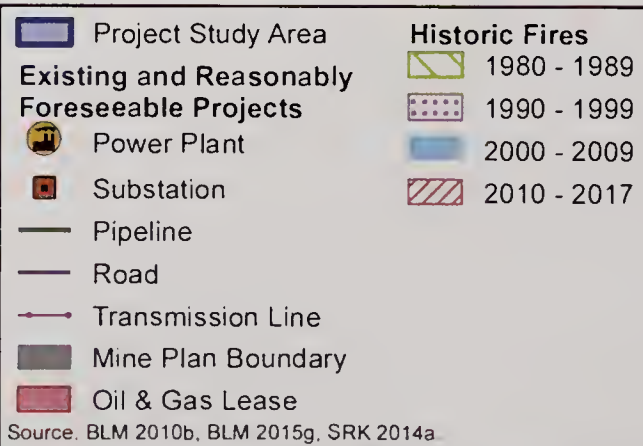 Project Study Area
Existing and Reasonably
Foreseeable Projects
Power Plant
Substation
Pipeline
Road
Transmission Line
Mine Plan Boundary
Oil & Gas Lease
Historic Fires
1980 - 1989
1990 - 1999
2000 - 2009
2010 - 2017
Source. BLM 2010b, BLM 2015g, SRK 2014a